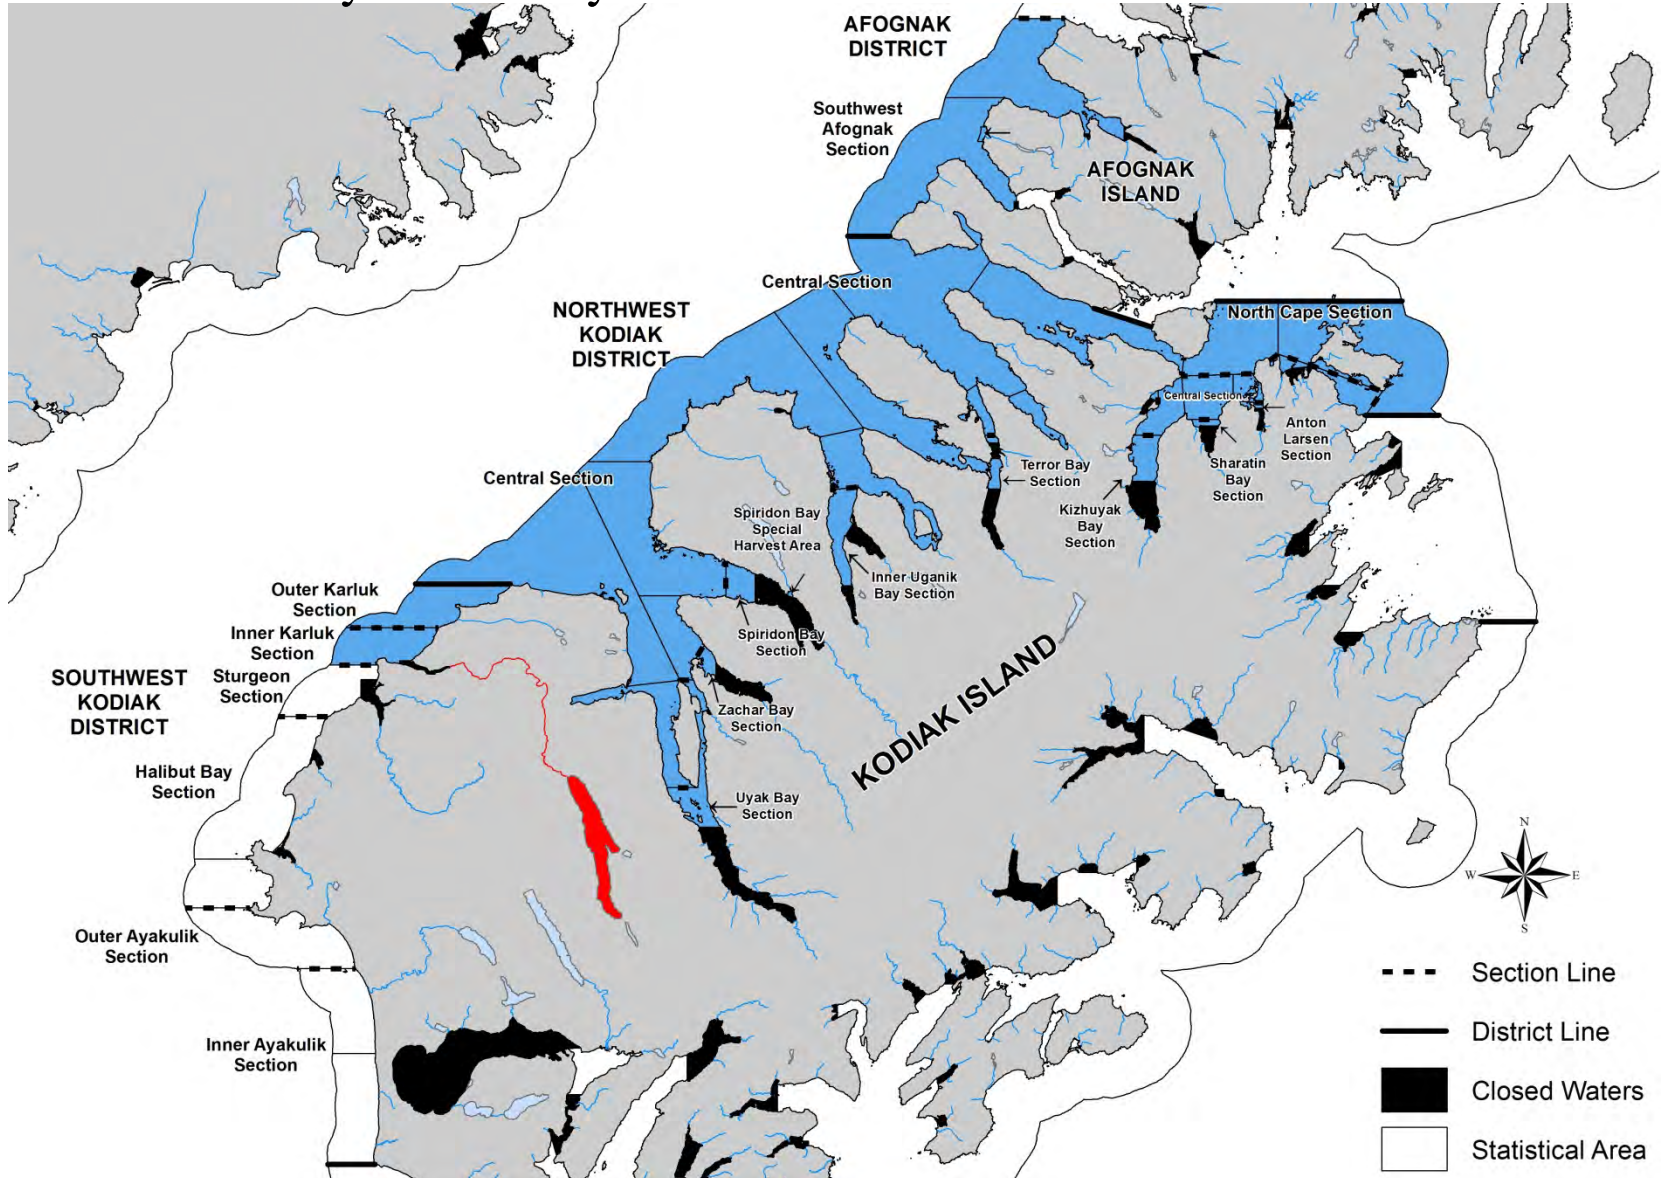 AFOGNAK
DISTRICT
Southwest
Afognak
Section
AFOGNAK
ISLAND
Central Section
NORTHWEST
KODIAK
DISTRICT
North Cape Section
Central Section
Anton
Larsen
Section
Sharatin
Bay
Section
Terror Bay
Section
Kizhuyak
Bay
Section
Central Section
Spiridon Bay
Special
Harvest Area
Inner Uganik
Bay Section
Outer Karluk
Section
Inner Karluk
Section
Sturgeon
Section
SOUTHWEST
KODIAK
DISTRICT
Spiridon Bay
Section
Zachar Bay
Section
KODIAK ISLAND
Halibut Bay
Section
Uyak Bay
Section
Outer Ayakulik
Section
Inner Ayakulik
Section
N
W
E
S
Section Line
District Line
Closed Waters
Statistical Area